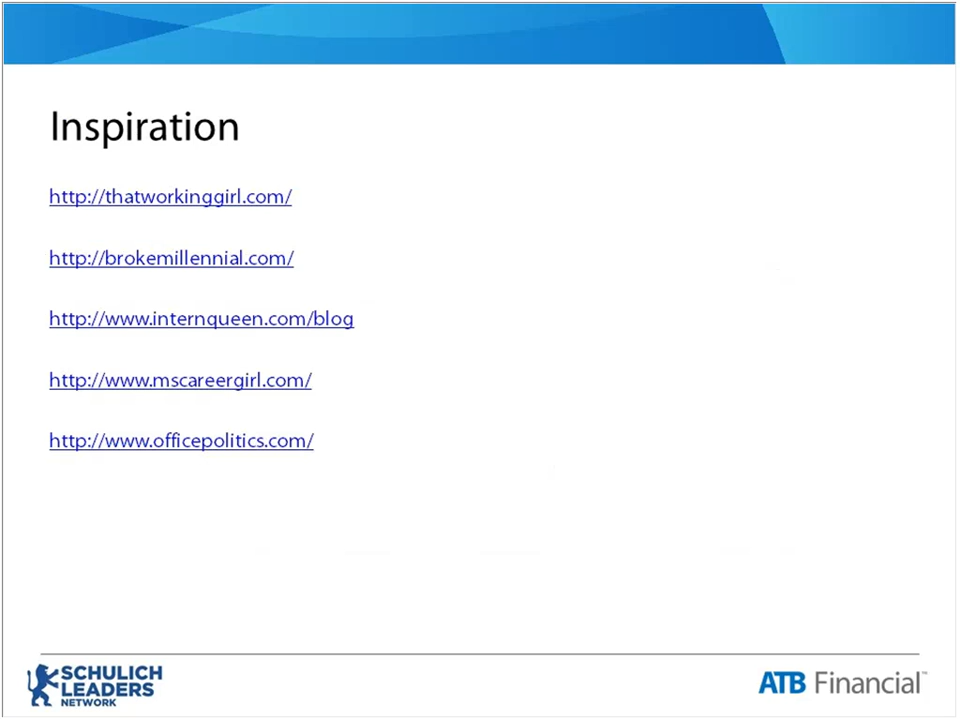 Inspiration
http://thatworkinggirl.com/
http://brokemillennial.com/
http://www.internqueen.com/blog
http://www.mscareergirl.com/
http://www.officepolitics.com/
SCHULICH
LEADERS
NETWORK
ATB Financial™